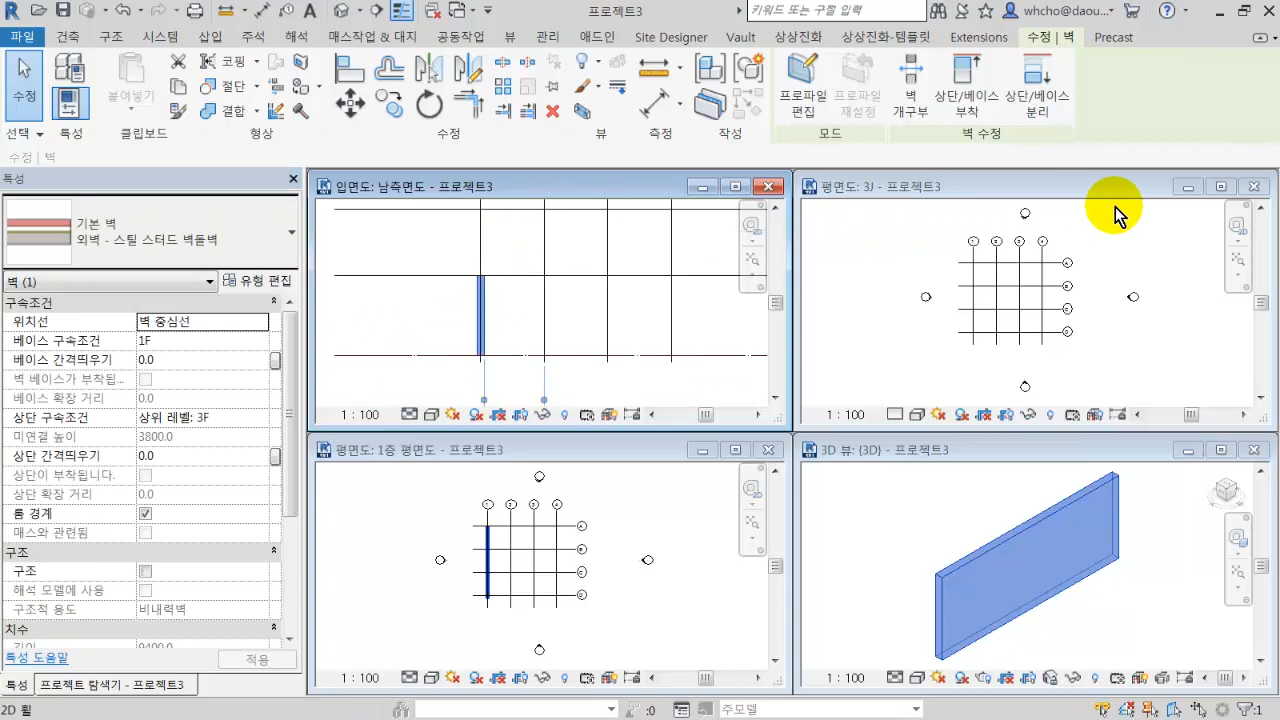 프로젝트3
키워드 또는 구절 입력
whcho@daou...
파일 건축 구조 시스템 삽입 주석 해석 매스작업 & 대지 공동작업 뷰 관리 애드인 Site Designer Vault 상상진화 상상진화-템플릿 Extensions 수정 | 벽 Precast
수정
붙여넣기
코핑
절단
결함
프로파일 편집
프로파일 재설정
벽 개구부
상단/베이스 부착
상단/베이스 분리
선택 특성 클립보드 형상 수정 뷰 측정 작성 모드 벽 수정
수정 | 벽
특성
기본 벽
외벽 - 스틸 스터드 벽돌벽
벽 (1)
유형 편집
구속조건
위치선 벽 중심선
베이스 구속조건 1F
베이스 간격띄우기 0.0
벽 베이스가 부착됩...
베이스 확장 거리 0.0
상단 구속조건 상위 레벨: 3F
미연결 높이 3800.0
상단 간격띄우기 0.0
상단이 부착됩니다.
상단 확장 거리 0.0
룸 경계
매스와 관련됨
구조
구조
해석 모델에 사용
구조적 용도 비내력벽
치수
길이 9400.0
특성 도움말
적용
특성 프로젝트 탐색기 - 프로젝트3
입면도: 남측면도 - 프로젝트3
1 : 100
평면도: 3J - 프로젝트3
1 : 100
평면도: 1층 평면도 - 프로젝트3
1 : 100
3D 뷰: {3D} - 프로젝트3
1 : 100
2D 휠
:0
주모델
:1